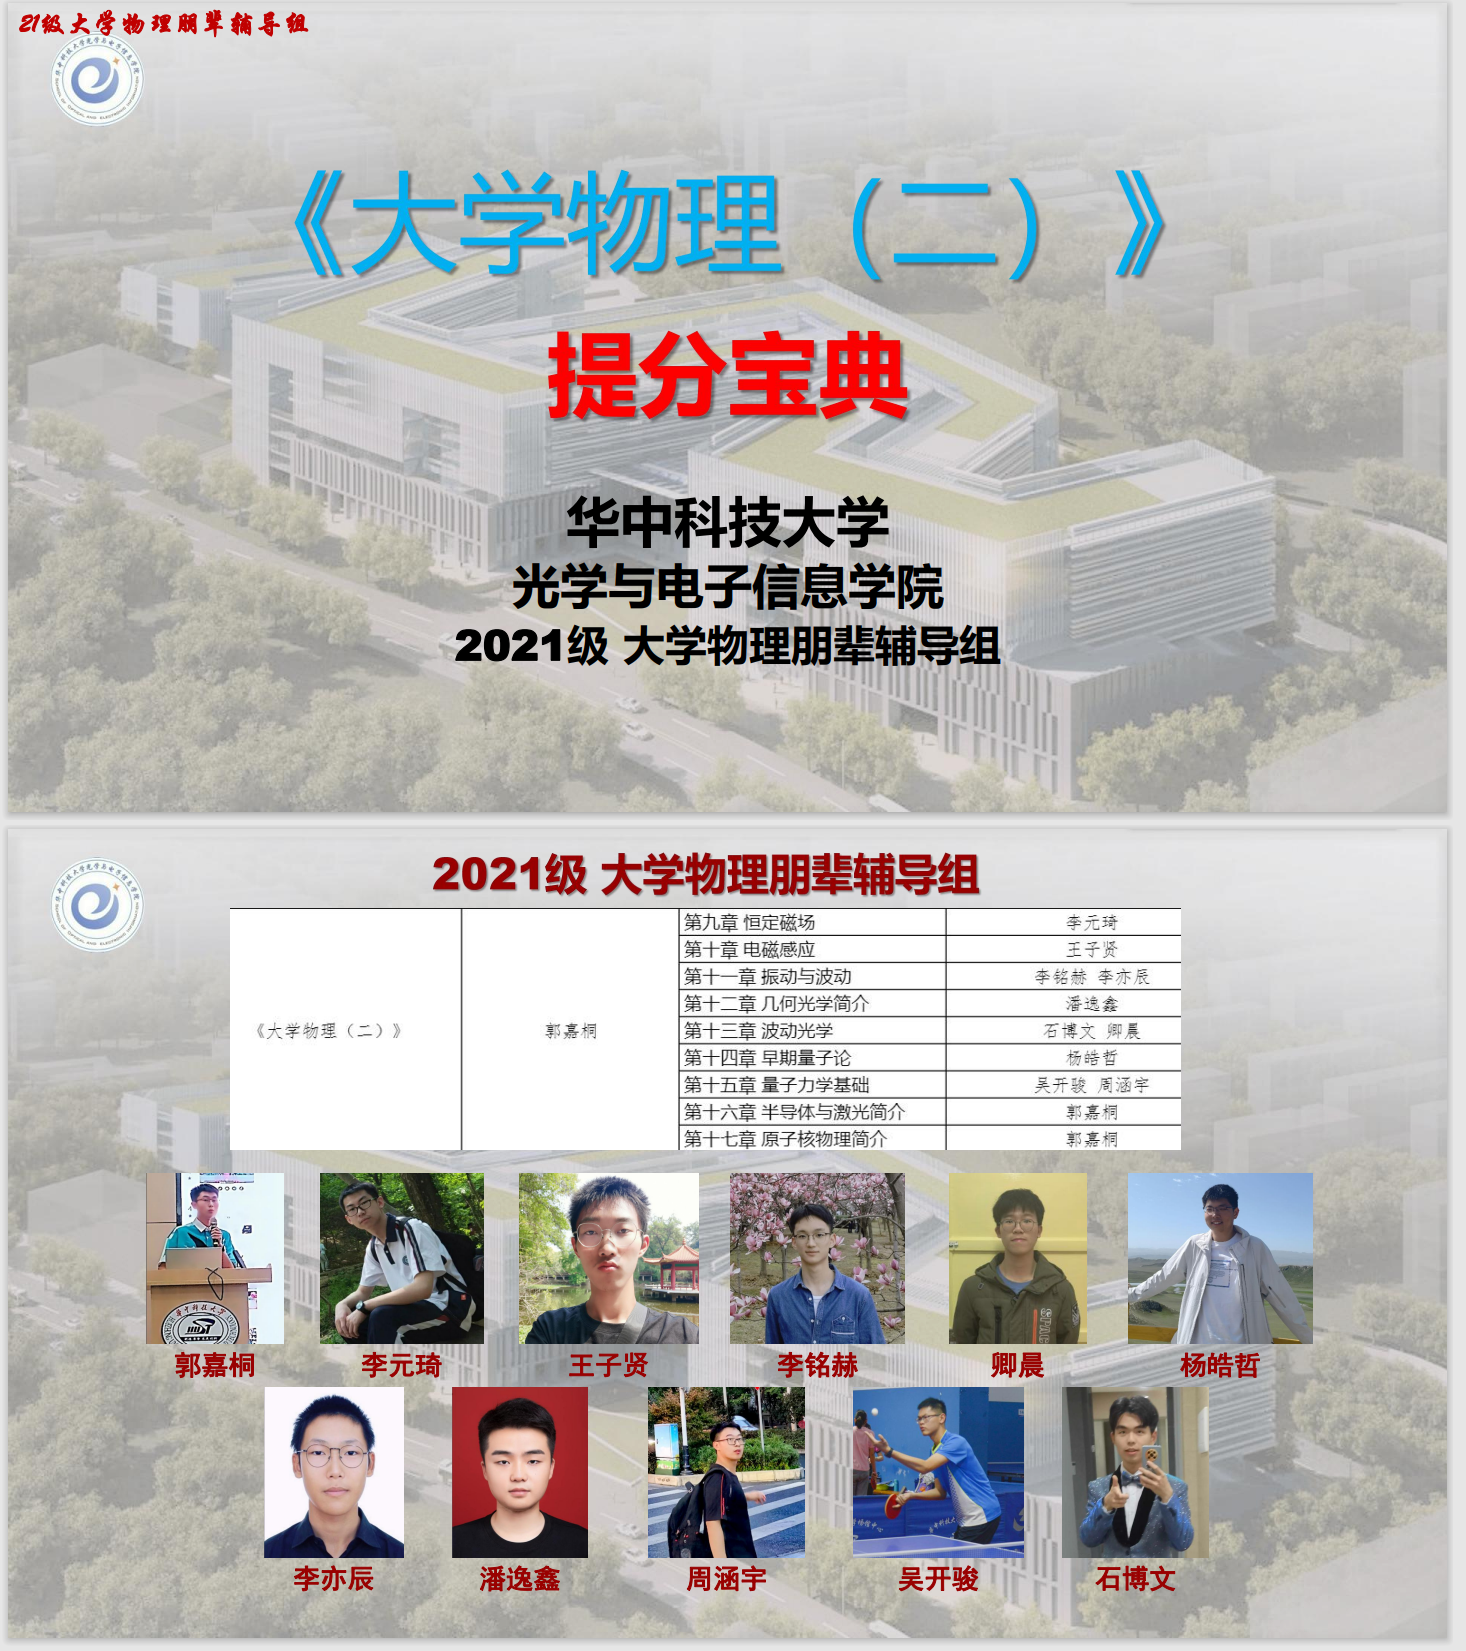 21级大学物理朋辈辅导组
《大学物理（二）》
提分宝典
华中科技大学
光学与电子信息学院
2021级 大学物理朋辈辅导组
2021级 大学物理朋辈辅导组
《大学物理（二）》
郭嘉桐
第九章 恒定磁场 李元琦
第十章 电磁感应 王子贤
第十一章 振动与波动 李铭赫 李亦辰
第十二章 几何光学简介 潘逸鑫
第十三章 波动光学 石博文 卿晨
第十四章 早期量子论 杨皓哲
第十五章 量子力学基础 吴开骏 周涵宇
第十六章 半导体与激光简介 郭嘉桐
第十七章 原子核物理简介 郭嘉桐
郭嘉桐 李元琦 王子贤 李铭赫 卿晨 杨皓哲
李亦辰 潘逸鑫 周涵宇 吴开骏 石博文